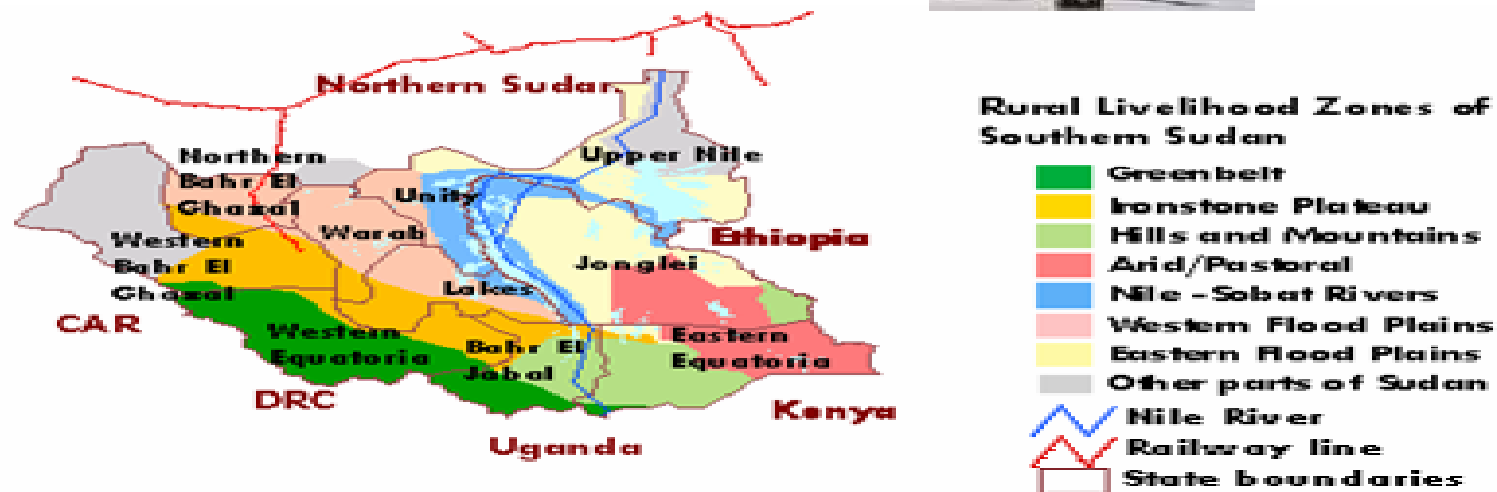 Northern Sudan
Northern
Bahr El
Ghazal
Upper Nile
Unity
Warab
Western
Bahr El
Ghazal
Ethiopia
Jonglei
Lakes
CAR
Western
Equatoria
Bahr El
Jabal
Eastern
Equatoria
DRC
Kenya
Uganda
Rural Livelihood Zones of
Southern Sudan
Greenbelt
Ironstone Plateau
Hills and Mountains
Arid/Pastoral
Nile -Sobat Rivers
Western Flood Plains
Eastern Flood Plains
Other parts of Sudan
Nile River
Railway line
State boundaries